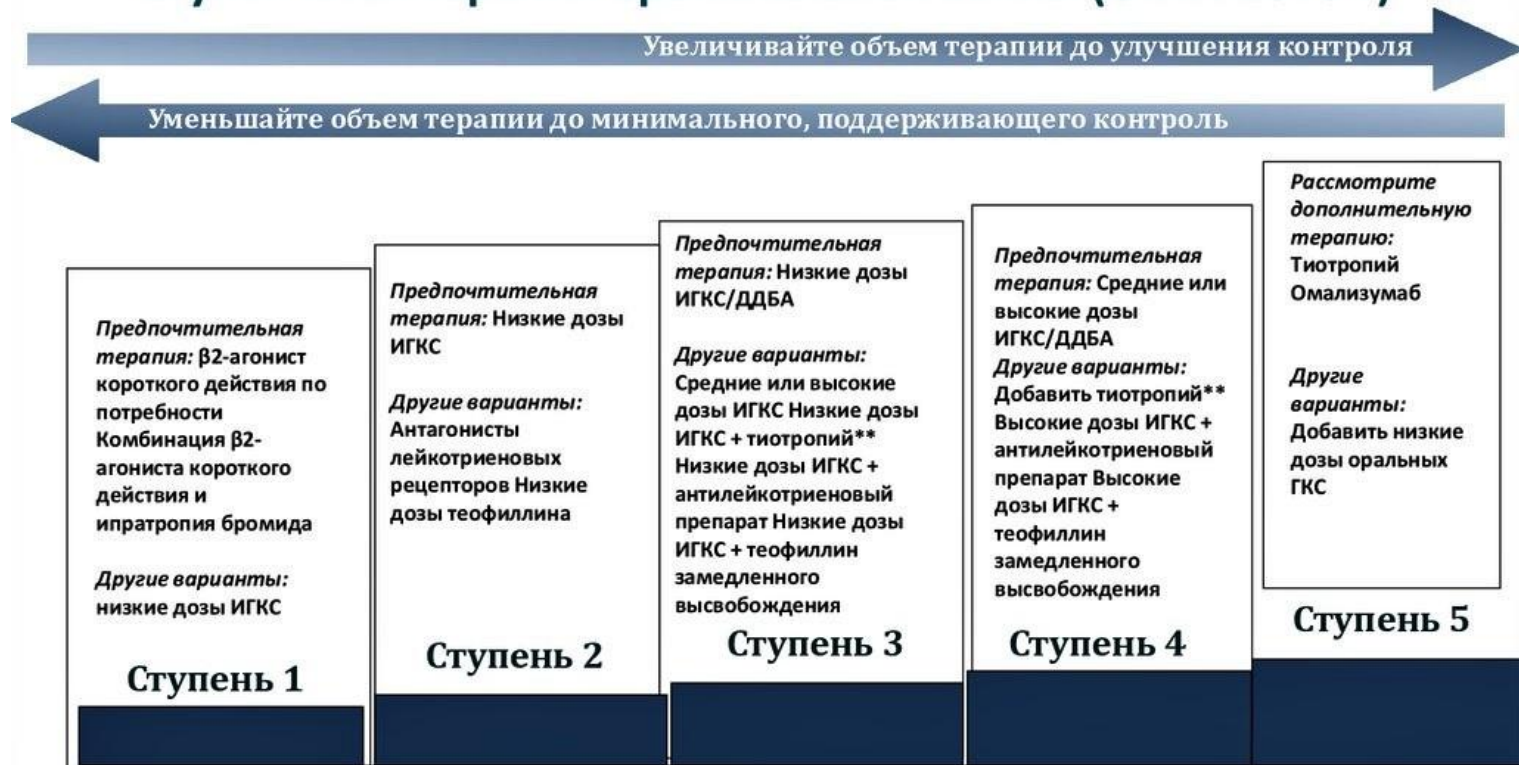 Увеличивайте объем терапии до улучшения контроля
Уменьшайте объем терапии до минимального, поддерживающего контроль
Предпочтительная
терапия: β2-агонист
короткого действия по
потребности
Комбинация β2-
агониста короткого
действия и
ипратропия бромида
Другие варианты:
низкие дозы ИГКС
Ступень 1
Предпочтительная
терапия: Низкие дозы
ИГКС
Другие варианты:
Антагонисты
лейкотриеновых
рецепторов Низкие
дозы теофиллина
Ступень 2
Предпочтительная
терапия: Низкие дозы
ИГКС/ДДБА
Другие варианты:
Средние или высокие
дозы ИГКС Низкие дозы
ИГКС + тиотропий**
Низкие дозы ИГКС +
антилейкотриеновый
препарат Низкие дозы
ИГКС + теофиллин
замедленного
высвобождения
Ступень 3
Предпочтительная
терапия: Средние или
высокие дозы
ИГКС/ДДБА
Другие варианты:
Добавить тиотропий**
Высокие дозы ИГКС +
антилейкотриеновый
препарат Высокие
дозы ИГКС +
теофиллин
замедленного
высвобождения
Ступень 4
Рассмотрите
дополнительную
терапию:
Тиотропий
Омализумаб
Другие
варианты:
Добавить низкие
дозы оральных
ГКС
Ступень 5